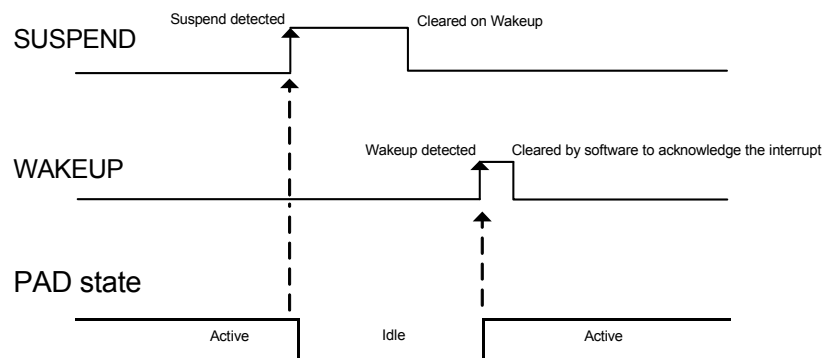 Suspend detected
Cleared on Wakeup
SUSPEND
Wakeup detected
Cleared by software to acknowledge the interrupt
WAKEUP
PAD state
Active
Idle
Active